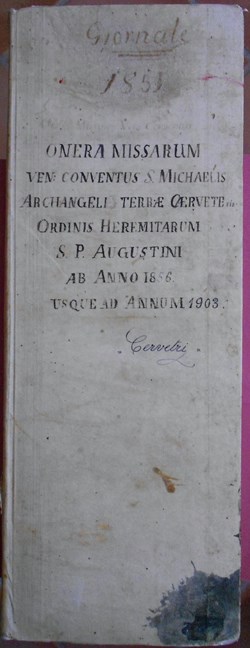 Giornale
1851
ONERA MISSARUM
VEN: CONVENTUS S. MICHAELIS
ARCHANGELI TERRÆ CÆRVETE
ORDINIS HEREMITARUM
S. P. AUGUSTINI
AB ANNO 1856
USQUE AD ANNUM 1903.
Cervetri